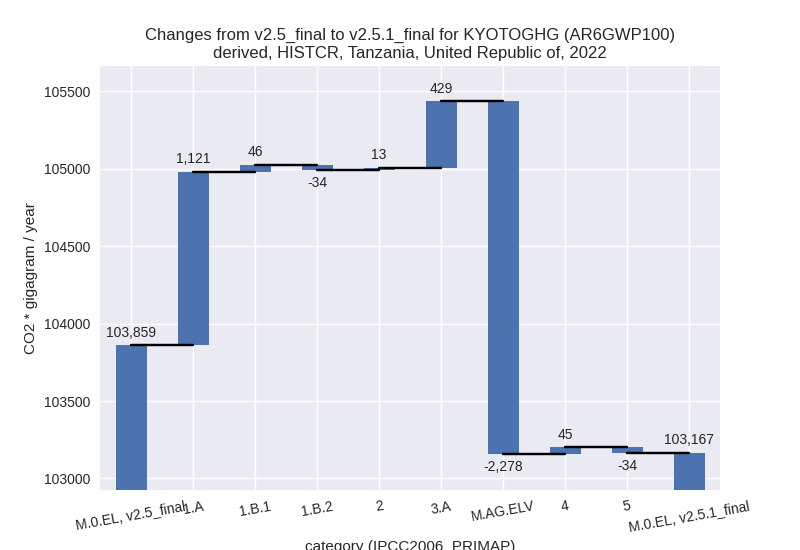 Changes from v2.5_final to v2.5.1_final for KYOTOGHG (AR6GWP100)
derived, HISTCR, Tanzania, United Republic of, 2022
CO2 * gigagram / year
105500
105000
104500
104000
103500
103000
103,859
1,121
46
-34
13
429
-2,278
45
-34
103,167
M.0.EL, v2.5_final
1.A
1.B.1
1.B.2
2
3.A
M.AG.ELV
4
5
M.0.EL, v2.5.1_final
category (IPCC2006_PRIMAP)